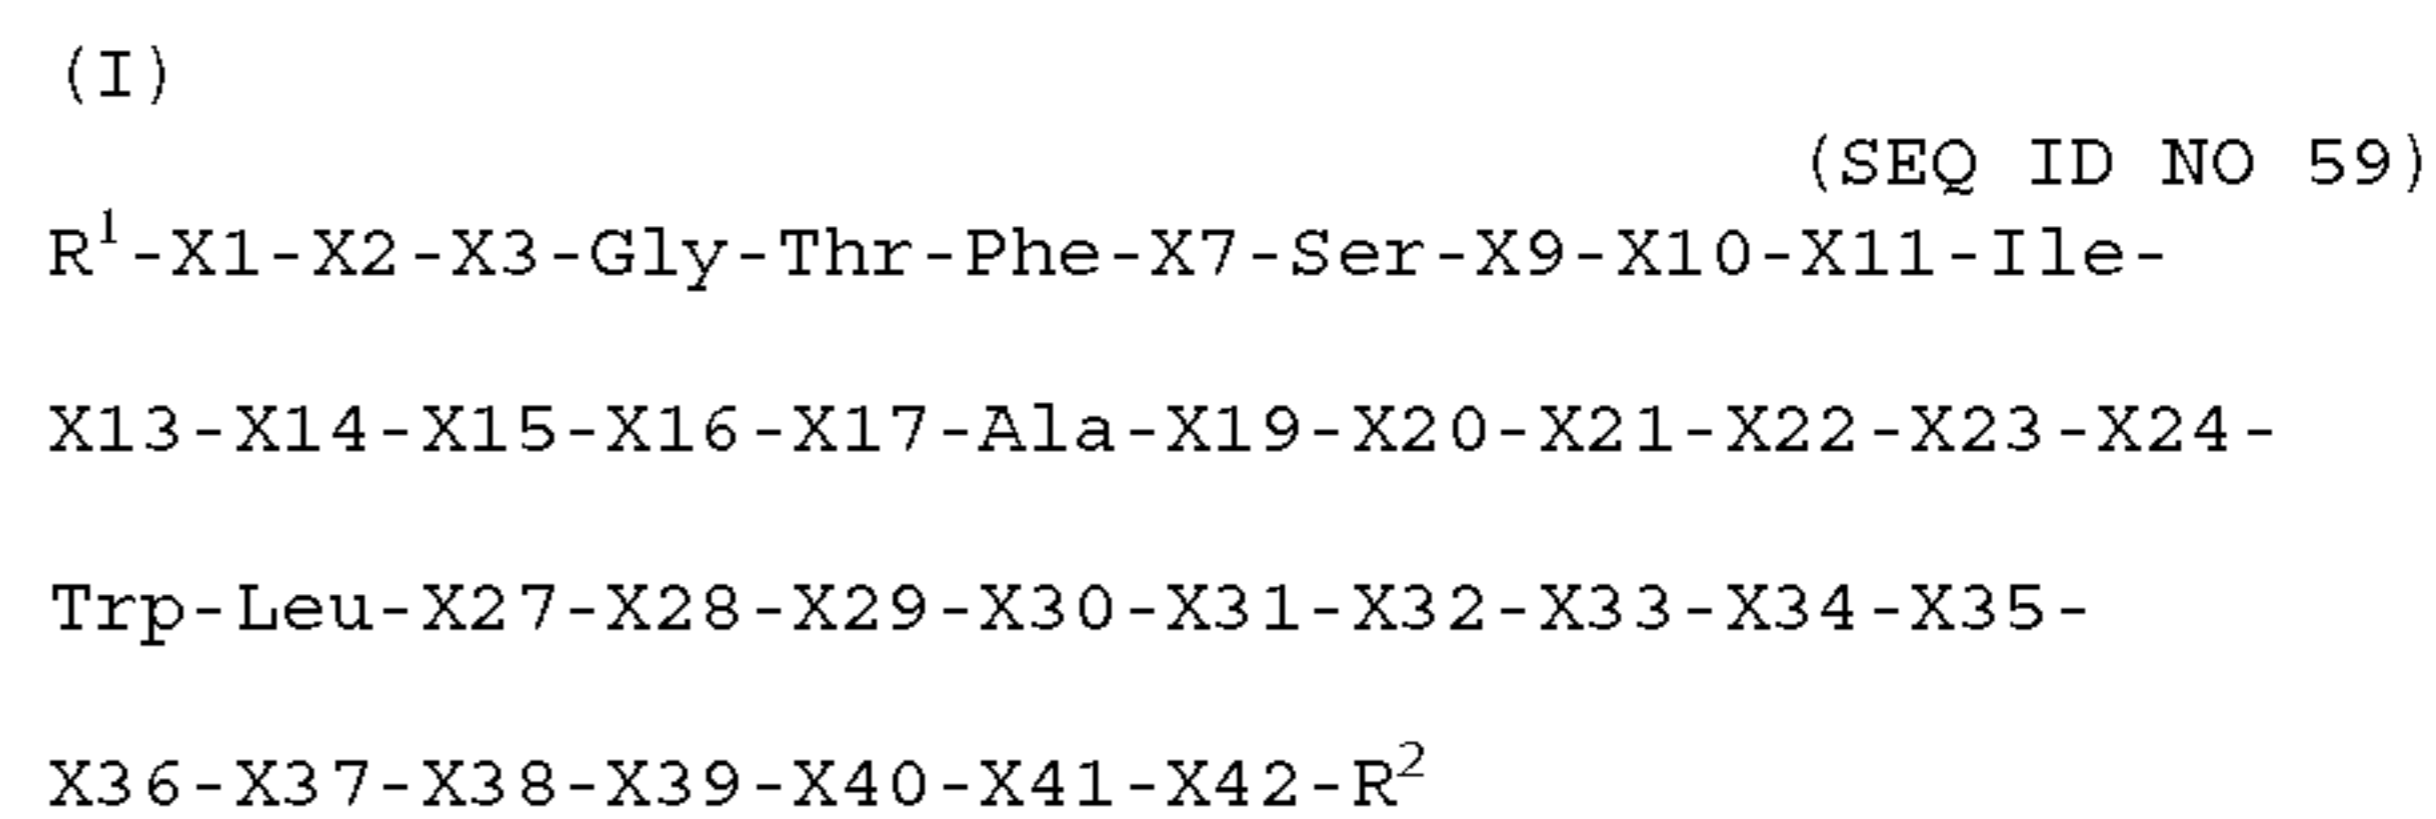 (I)
(SEQ ID NO 59)
R¹-X1-X2-X3-Gly-Thr-Phe-X7-Ser-X9-X10-X11-Ile-
X13-X14-X15-X16-X17-Ala-X19-X20-X21-X22-X23-X24-
Trp-Leu-X27-X28-X29-X30-X31-X32-X33-X34-X35-
X36-X37-X38-X39-X40-X41-X42-R²